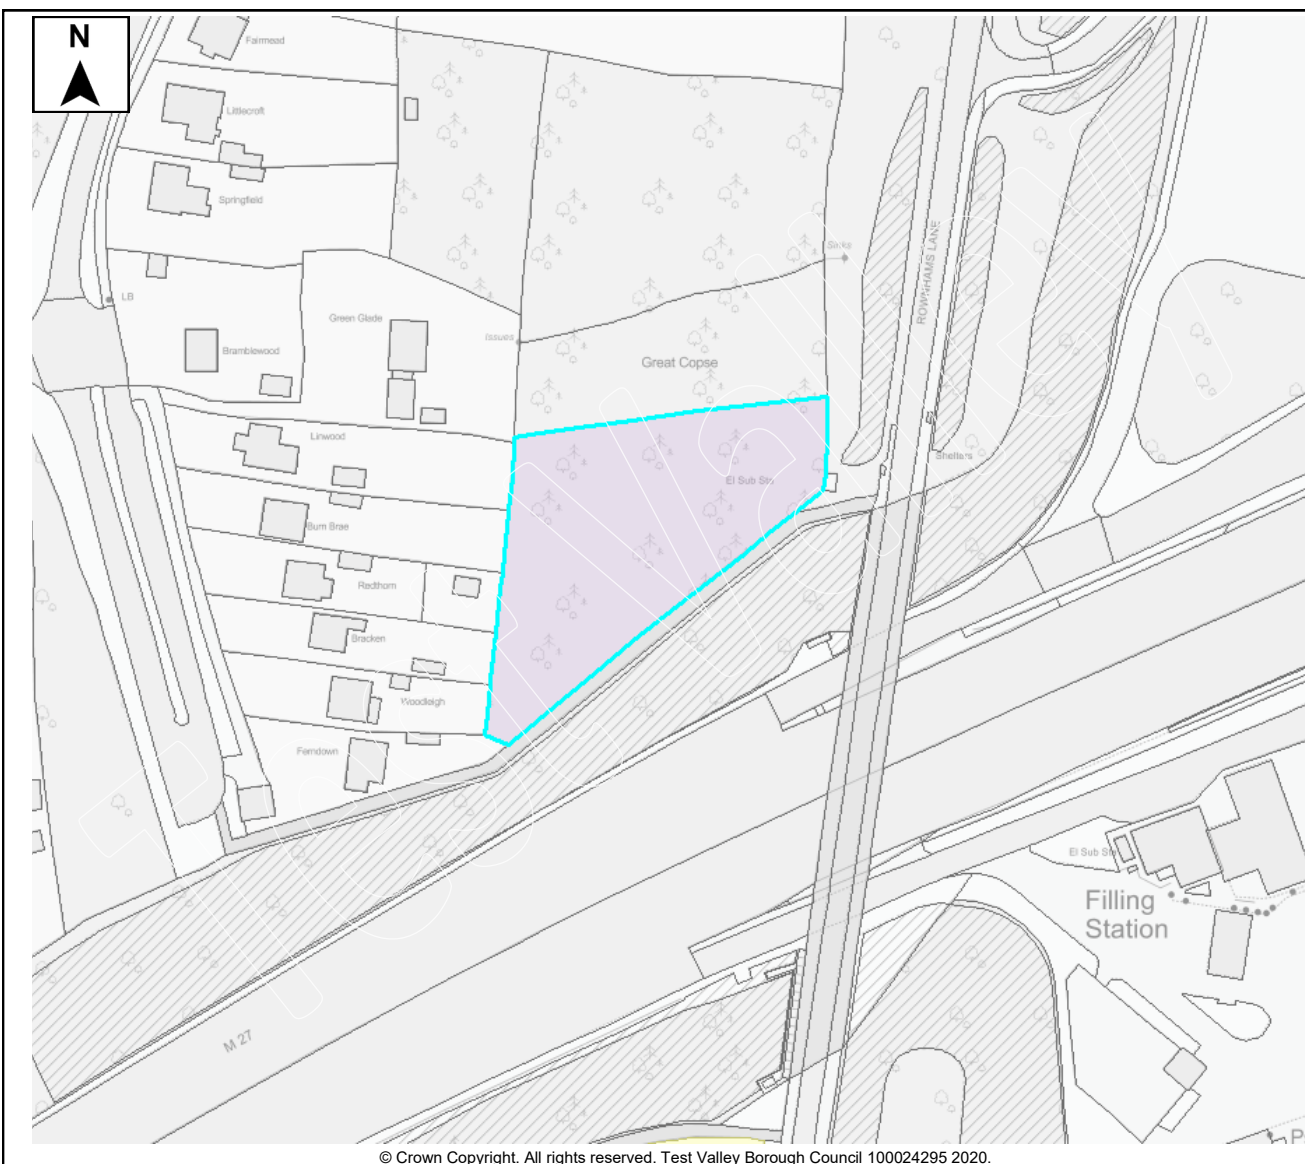 N
Fairmead
Littlecroft
Springfield
LB
Green Glade
Bramblewood
Issues
Sinks
ROWNHAMS LANE
Great Copse
Linwood
El Sub Sta
Shelters
Burn Brae
Redthorn
Bracken
Woodleigh
Ferndown
El Sub Sta
Filling
Station
M 27
© Crown Copyright. All rights reserved. Test Valley Borough Council 100024295 2020.